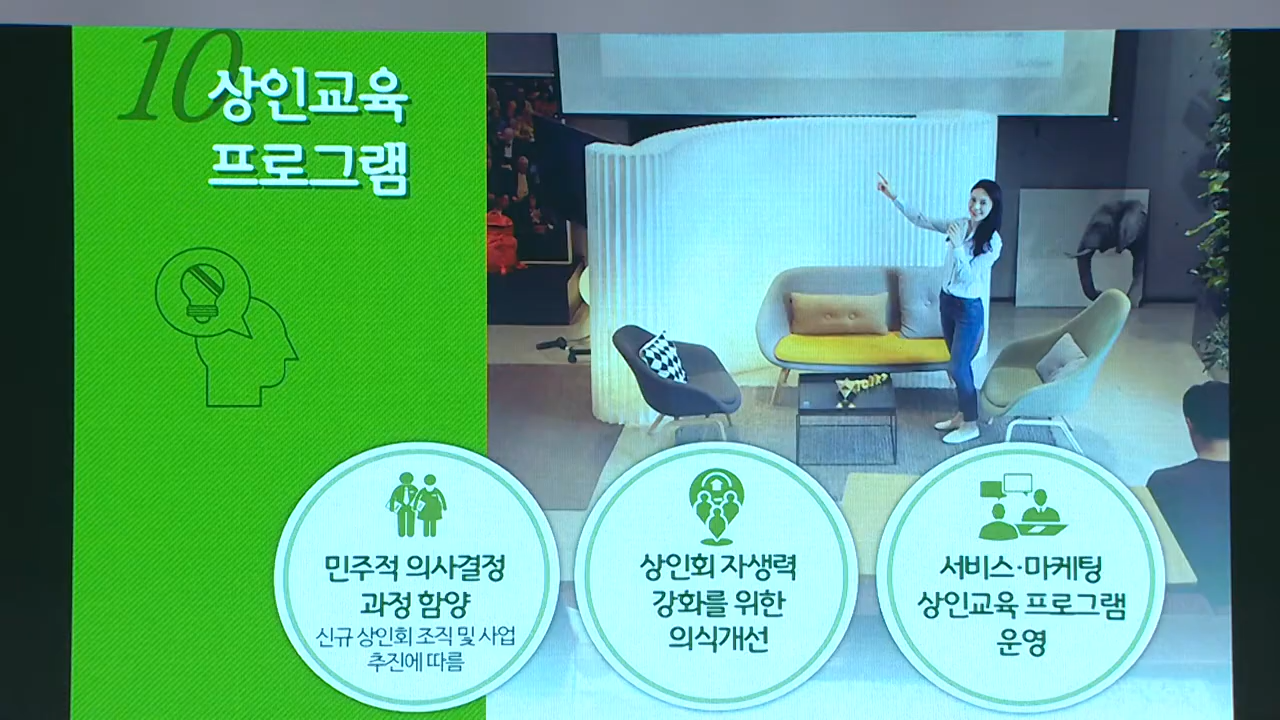 10
상인교육
프로그램
민주적 의사결정
과정 함양
신규 상인회 조직 및 사업
추진에 따름
상인회 자생력
강화를 위한
의식개선
서비스·마케팅
상인교육 프로그램
운영